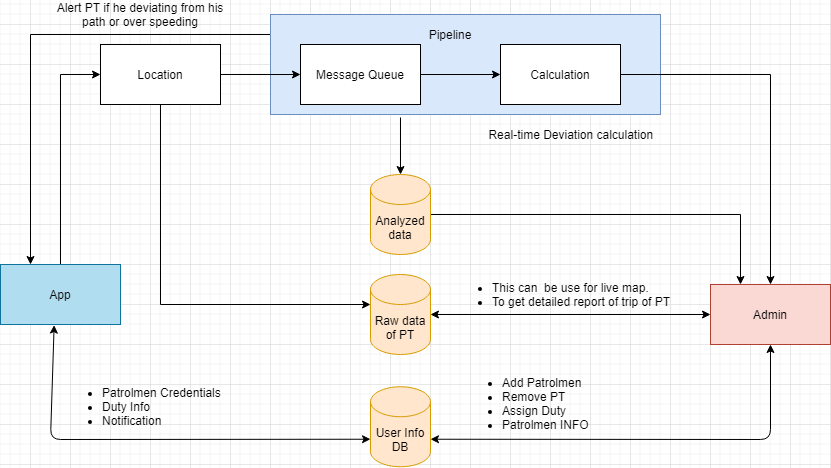 Alert PT if he deviating from his
path or over speeding
Pipeline
Location
Message Queue
Calculation
Real-time Deviation calculation
Analyzed
data
App
• This can be use for live map.
• To get detailed report of trip of PT
Admin
Raw data
of PT
• Patrolmen Credentials
• Duty Info
• Notification
• Add Patrolmen
• Remove PT
• Assign Duty
• Patrolmen INFO
User Info
DB